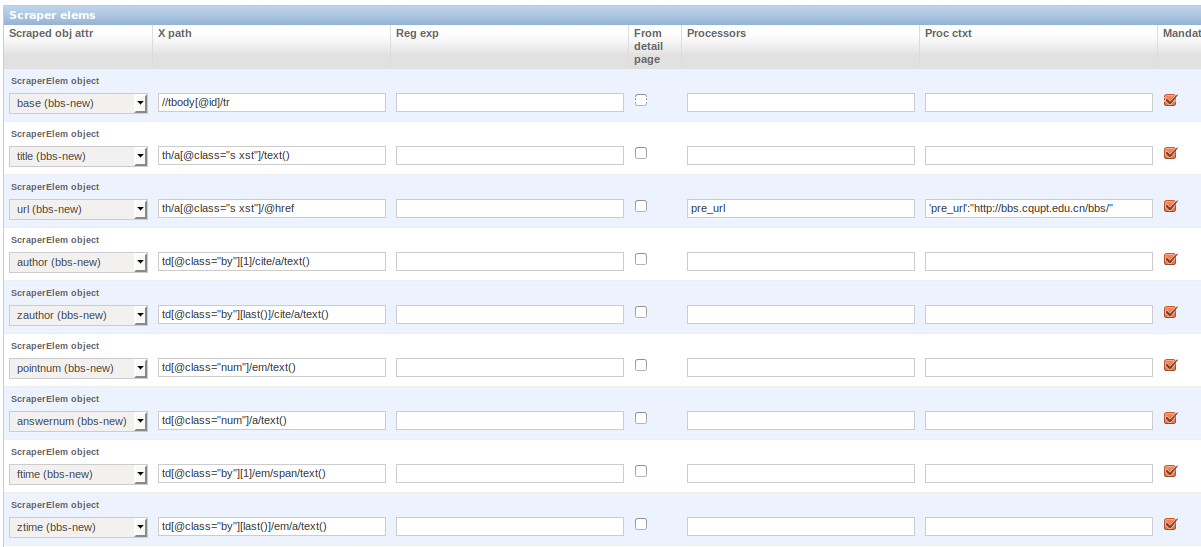 Scraper elems
Scraped obj attr X path Reg exp From detail page Processors Proc ctxt Mandat
ScraperElem object
base (bbs-new) //tbody[@id]/tr
ScraperElem object
title (bbs-new) th/a[@class="s xst"]/text()
ScraperElem object
url (bbs-new) th/a[@class="s xst"]/@href pre_url 'pre_url':"http://bbs.cqupt.edu.cn/bbs/"
ScraperElem object
author (bbs-new) td[@class="by"][1]/cite/a/text()
ScraperElem object
zauthor (bbs-new) td[@class="by"][last()]/cite/a/text()
ScraperElem object
pointnum (bbs-new) td[@class="num"]/em/text()
ScraperElem object
answernum (bbs-new) td[@class="num"]/a/text()
ScraperElem object
ftime (bbs-new) td[@class="by"][1]/em/span/text()
ScraperElem object
ztime (bbs-new) td[@class="by"][last()]/em/a/text()